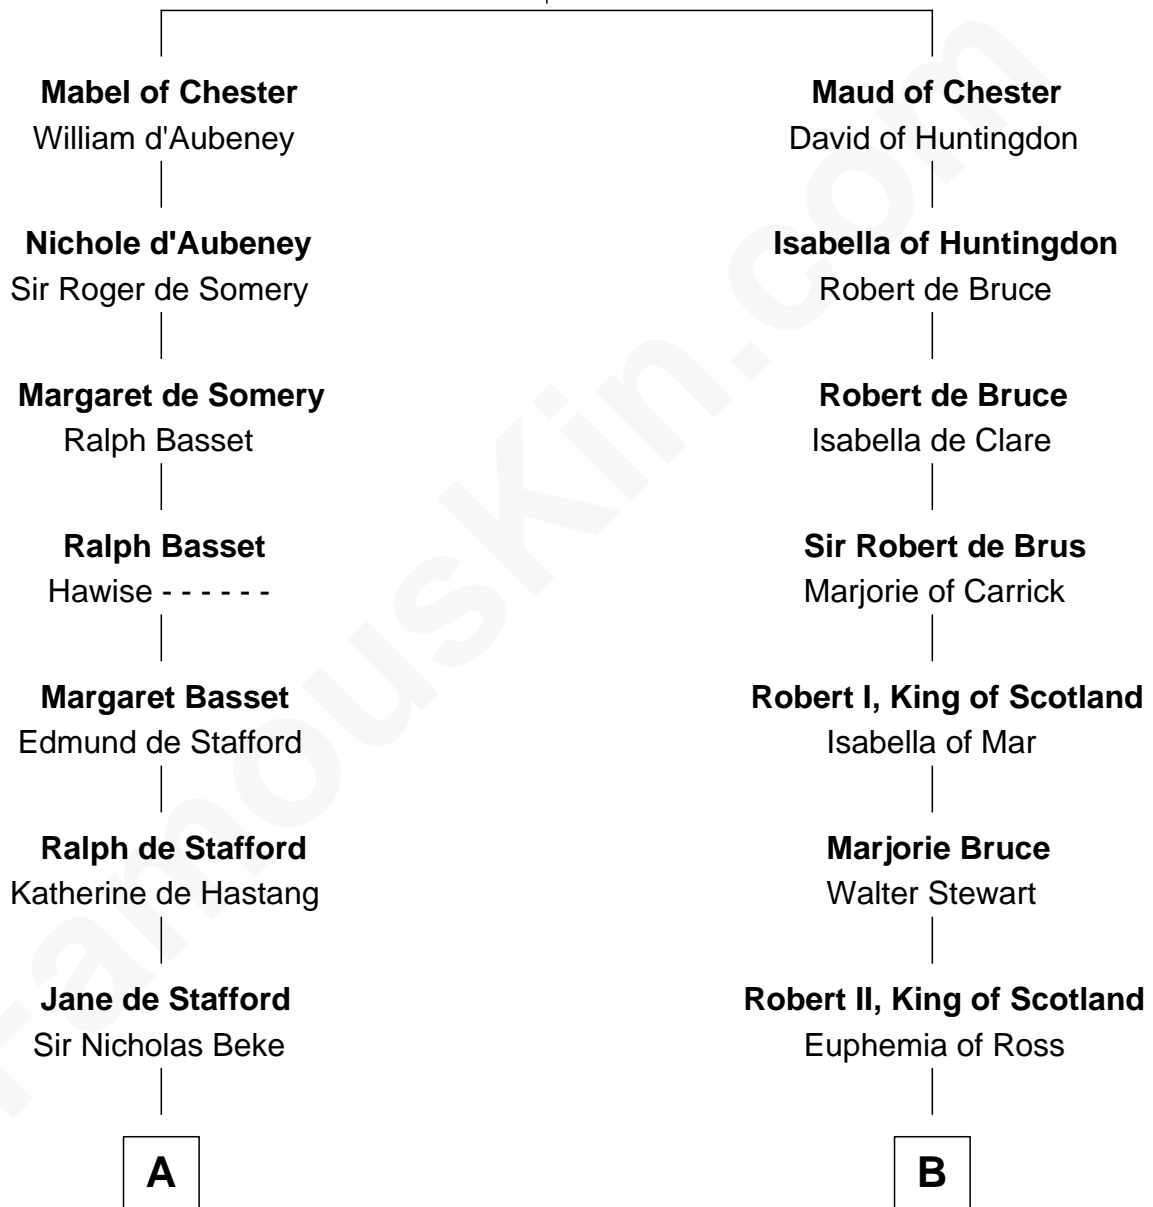 Mabel of Chester
William d'Aubeney
Nichole d'Aubeney
Sir Roger de Somery
Margaret de Somery
Ralph Basset
Ralph Basset
Hawise - - - - - -
Margaret Basset
Edmund de Stafford
Ralph de Stafford
Katherine de Hastang
Jane de Stafford
Sir Nicholas Beke
A
Maud of Chester
David of Huntingdon
Isabella of Huntingdon
Robert de Bruce
Robert de Bruce
Isabella de Clare
Sir Robert de Brus
Marjorie of Carrick
Robert I, King of Scotland
Isabella of Mar
Marjorie Bruce
Walter Stewart
Robert II, King of Scotland
Euphemia of Ross
B
FamousKin.com